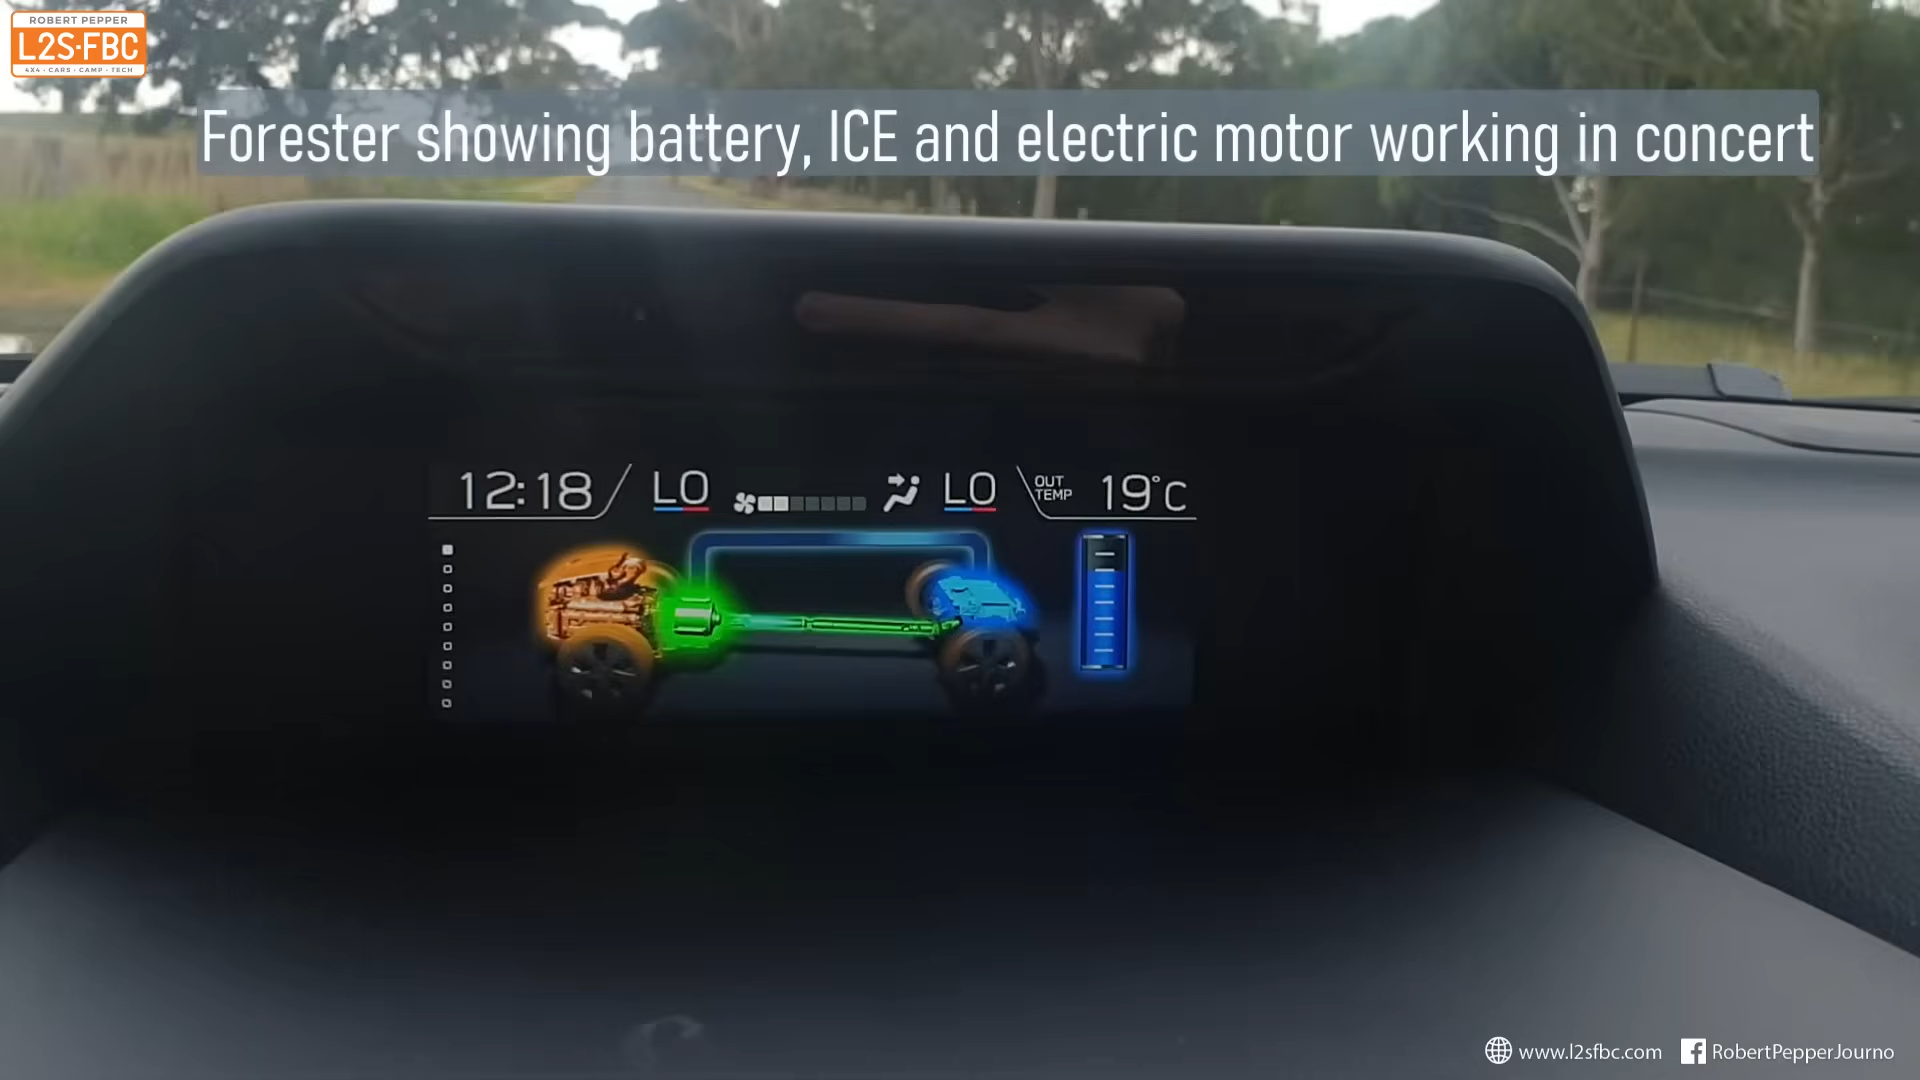 ROBERT PEPPER
L2S·FBC
4X4 · CARS · CAMP · TECH
Forester showing battery, ICE and electric motor working in concert
12:18
LO
LO
OUT
TEMP
19°C
www.l2sfbc.com
RobertPepperJourno